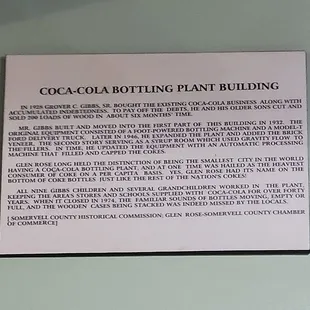 COCA-COLA BOTTLING PLANT BUILDING
IN 1928 GROVER C. GIBBS, SR. BOUGHT THE EXISTING COCA-COLA BUSINESS ALONG WITH
ACCUMULATED INDEBTEDNESS. TO PAY OFF THE DEBTS, HE AND HIS OLDER SONS CUT AND
SOLD 200 LOADS OF WOOD IN ABOUT SIX MONTHS' TIME.
MR. GIBBS BUILT AND MOVED INTO THE FIRST PART OF THIS BUILDING IN 1932. THE
ORIGINAL EQUIPMENT CONSISTED OF A FOOT-POWERED BOTTLING MACHINE AND A MODEL T
FORD DELIVERY TRUCK. LATER IN 1946, HE EXPANDED THE PLANT AND ADDED THE BRICK
VENEER. THE SECOND STORY SERVING AS A SYRUP ROOM WHICH USED GRAVITY FLOW TO
THE FILLERS. IN TIME, HE UPDATED THE EQUIPMENT WITH AN AUTOMATIC PROCESSING
MACHINE THAT FILLED AND CAPPED THE COKES.
GLEN ROSE LONG HELD THE DISTINCTION OF BEING THE SMALLEST CITY IN THE WORLD
HAVING A COCA-COLA BOTTLING PLANT, AND AT ONE TIME WAS HAILED AS THE HEAVIEST
CONSUMER OF COKE ON A PER CAPITA BASIS. YES, GLEN ROSE HAD ITS NAME ON THE
BOTTOM OF COKE BOTTLES JUST LIKE THE REST OF THE NATION'S COKES!
ALL NINE GIBBS CHILDREN AND SEVERAL GRANDCHILDREN WORKED IN THE PLANT,
KEEPING THE AREA'S STORES AND SCHOOLS SUPPLIED WITH COCA-COLA FOR OVER FORTY
YEARS. WHEN IT CLOSED IN 1974, THE FAMILIAR SOUNDS OF BOTTLES MOVING, EMPTY OR
FULL, AND THE WOODEN CASES BEING STACKED WAS INDEED MISSED BY THE LOCALS.
[ SOMERVELL COUNTY HISTORICAL COMMISSION; GLEN ROSE-SOMERVELL COUNTY CHAMBER
OF COMMERCE]